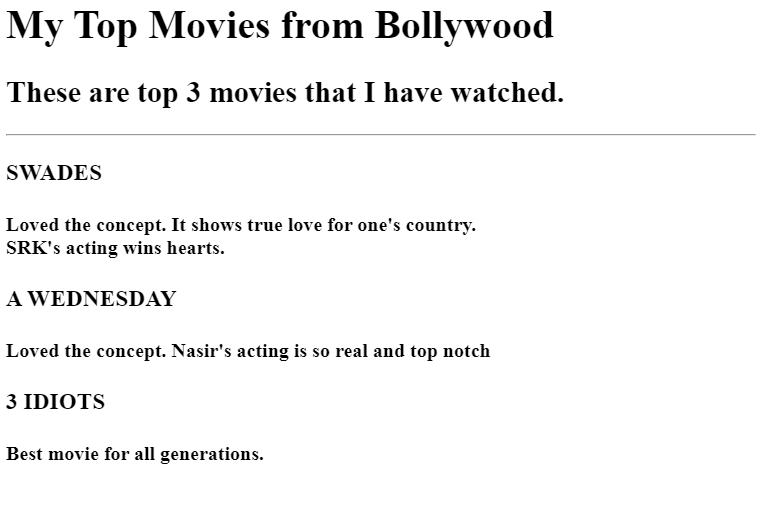 My Top Movies from Bollywood
These are top 3 movies that I have watched.
SWADES
Loved the concept. It shows true love for one's country.
SRK's acting wins hearts.
A WEDNESDAY
Loved the concept. Nasir's acting is so real and top notch
3 IDIOTS
Best movie for all generations.